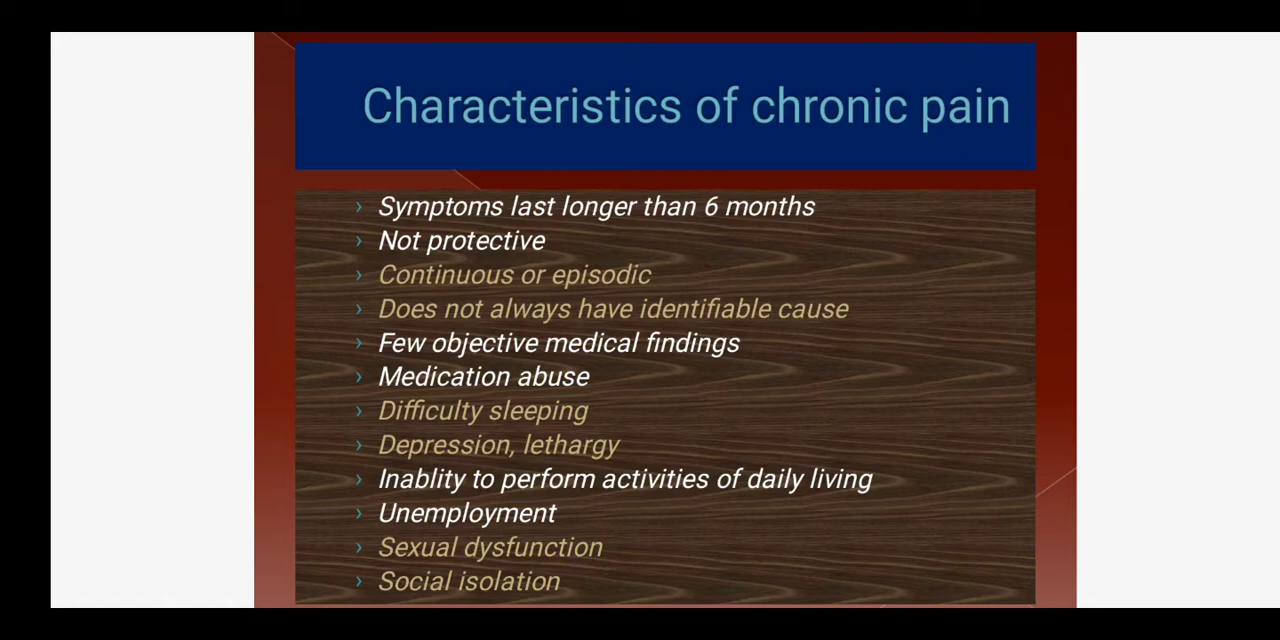 Characteristics of chronic pain
› Symptoms last longer than 6 months
› Not protective
› Continuous or episodic
› Does not always have identifiable cause
› Few objective medical findings
› Medication abuse
› Difficulty sleeping
› Depression, lethargy
› Inablity to perform activities of daily living
› Unemployment
› Sexual dysfunction
› Social isolation